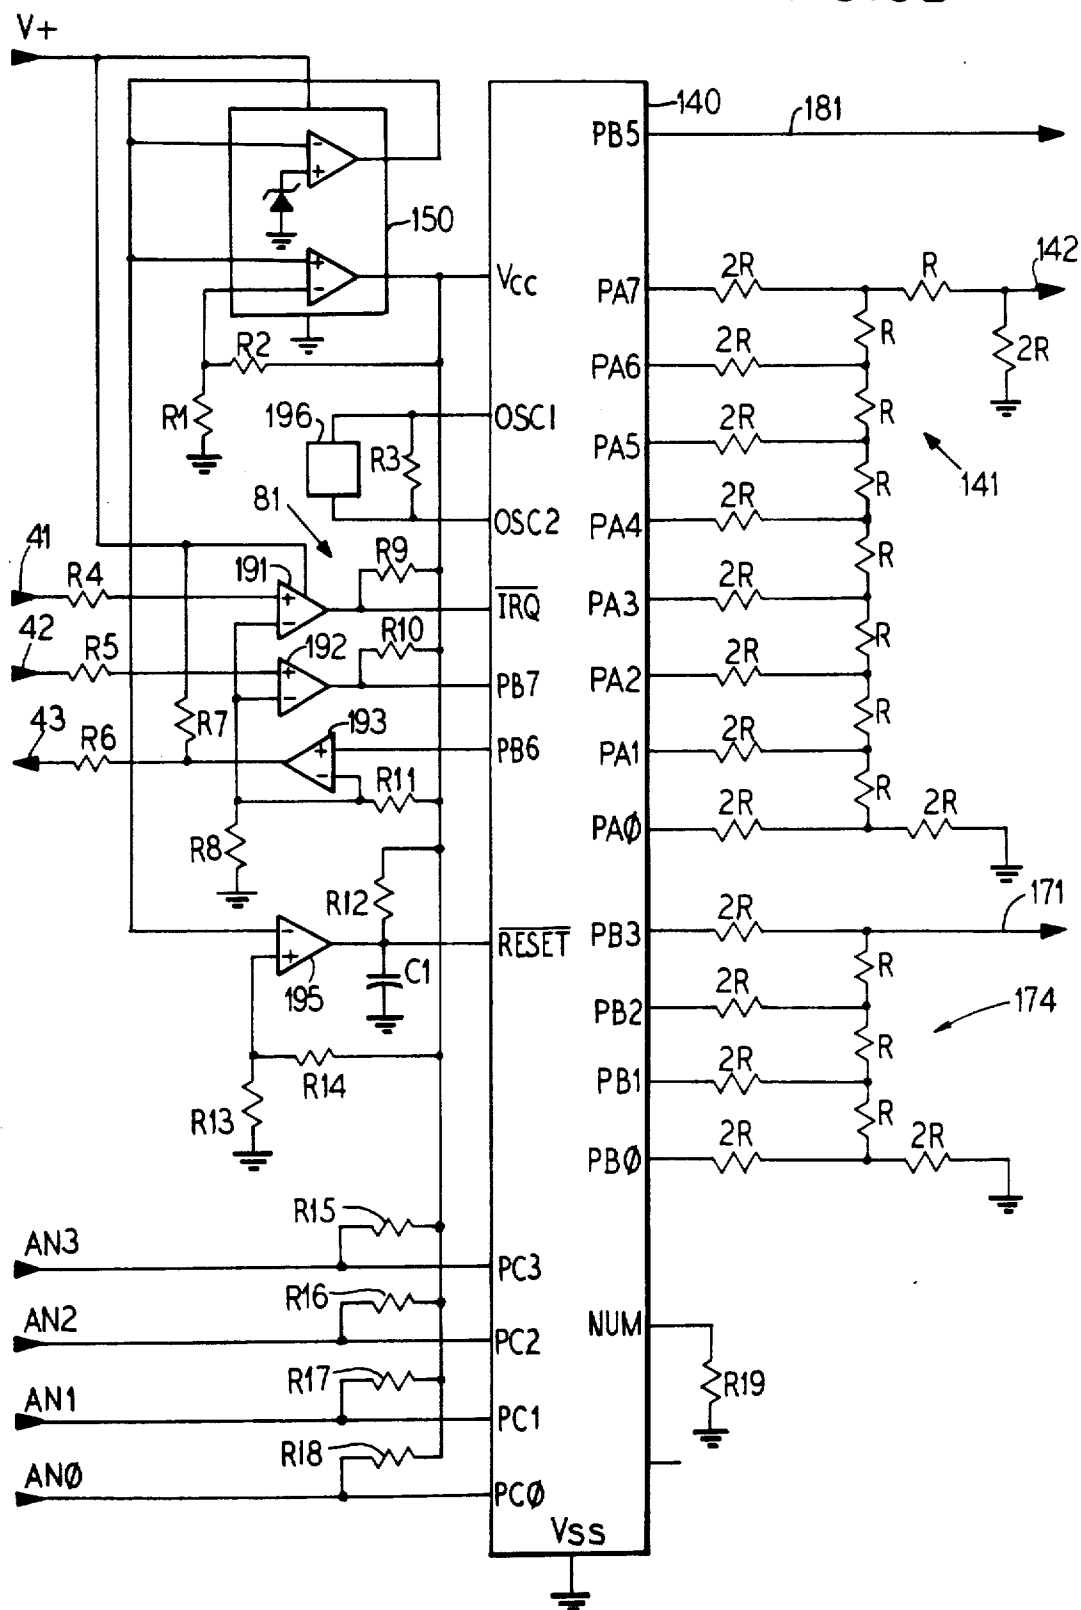 V+
140
PB5
181
150
VCC
PA7
2R
R
142
R
2R
R2
PA6
2R
R1
196
OSC1
R
R3
PA5
2R
141
R
81
OSC2
PA4
2R
41
R4
191
R9
R
IRQ
PA3
2R
42
R5
192
R10
R
PB7
PA2
2R
43
R6
R7
193
PB6
R
PA1
2R
R11
R
R8
PAØ
2R
2R
R12
PB3
2R
171
195
RESET
C1
R
PB2
2R
174
R14
R
R13
PB1
2R
R
PBØ
2R
2R
R15
AN3
PC3
R16
AN2
PC2
NUM
R17
R19
AN1
PC1
R18
ANØ
PCØ
VSS